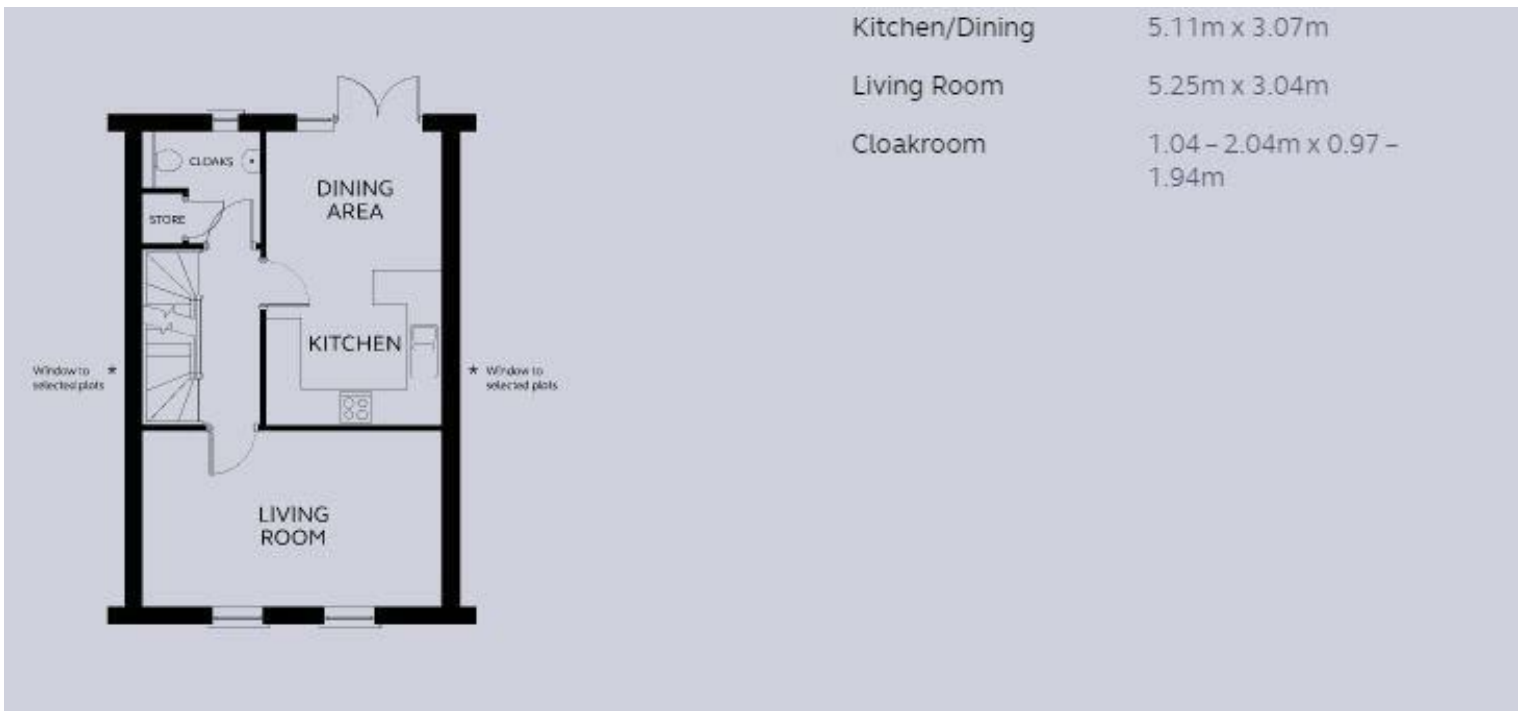 Kitchen/Dining 5.11m x 3.07m
Living Room 5.25m x 3.04m
Cloakroom 1.04 – 2.04m x 0.97 –
1.94m
CLOAKS
DINING
AREA
STORE
KITCHEN
Window to *
selected plots
* Window to
selected plots
LIVING
ROOM